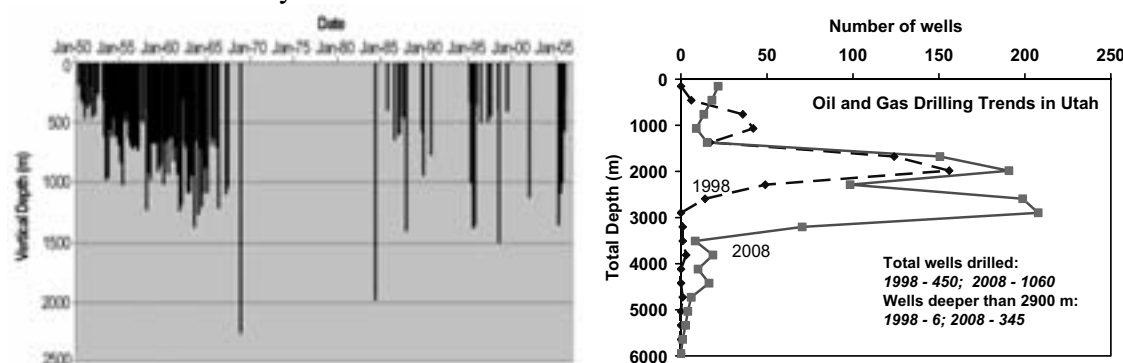 Date
Jan-50 Jan-55 Jan-60 Jan-65 Jan-70 Jan-75 Jan-80 Jan-85 Jan-90 Jan-95 Jan-00 Jan-05
0
500
1000
1500
2000
2500
Vertical Depth (m)
Number of wells
0 50 100 150 200 250
0
1000
2000
3000
4000
5000
6000
Total Depth (m)
Oil and Gas Drilling Trends in Utah
1998
2008
Total wells drilled:
1998 - 450; 2008 - 1060
Wells deeper than 2900 m:
1998 - 6; 2008 - 345